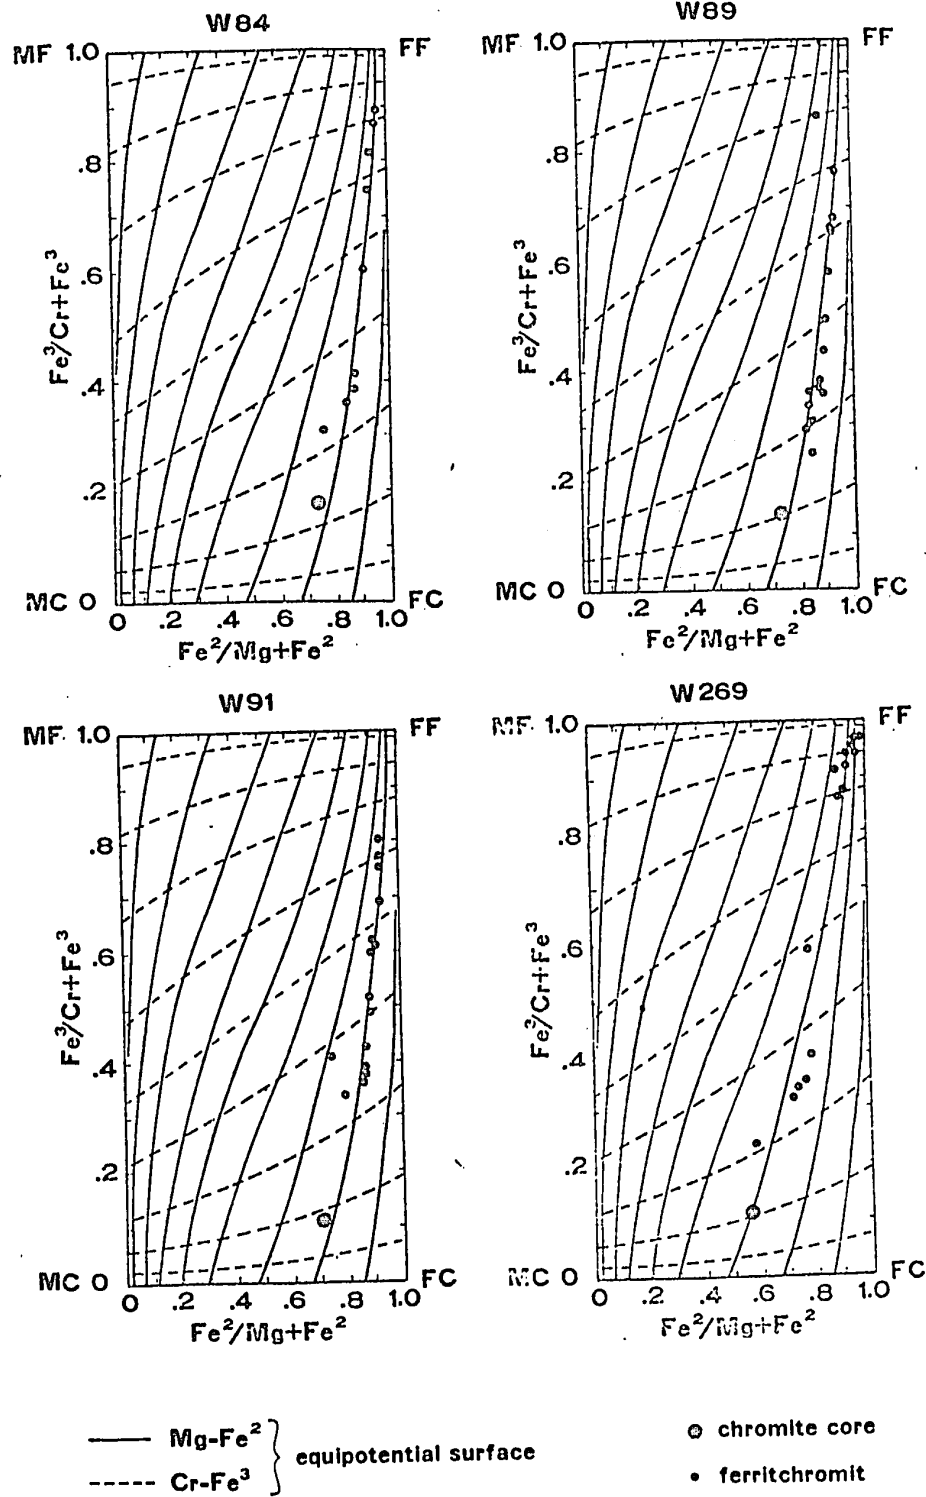 W84
MF 1.0 FF
.8
.6
Fe³/Cr+Fe³
.4
.2
MC 0 FC
0 .2 .4 .6 .8 1.0
Fe²/Mg+Fe²
W89
MF 1.0 FF
.8
.6
Fe³/Cr+Fe³
.4
.2
MC 0 FC
0 .2 .4 .6 .8 1.0
Fe²/Mg+Fe²
W91
MF 1.0 FF
.8
.6
Fe³/Cr+Fe³
.4
.2
MC 0 FC
0 .2 .4 .6 .8 1.0
Fe²/Mg+Fe²
W269
MF 1.0 FF
.8
.6
Fe³/Cr+Fe³
.4
.2
MC 0 FC
0 .2 .4 .6 .8 1.0
Fe²/Mg+Fe²
Mg-Fe²
Cr-Fe³
equipotential surface
chromite core
ferritchromit